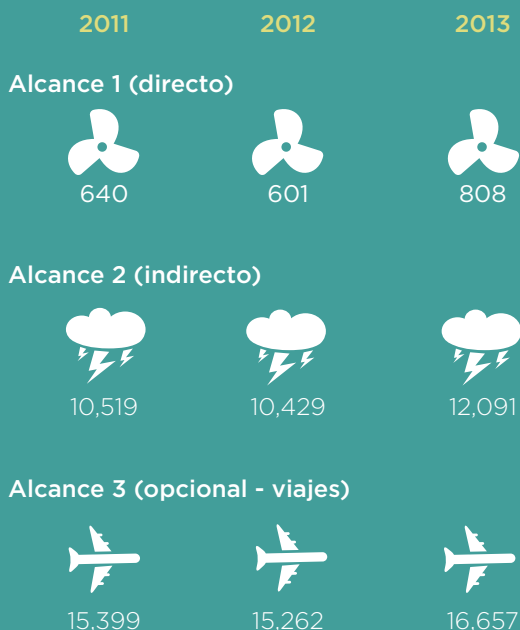 2011 2012 2013
Alcance 1 (directo)
640 601 808
Alcance 2 (indirecto)
10,519 10,429 12,091
Alcance 3 (opcional - viajes)
15,399 15,262 16,657